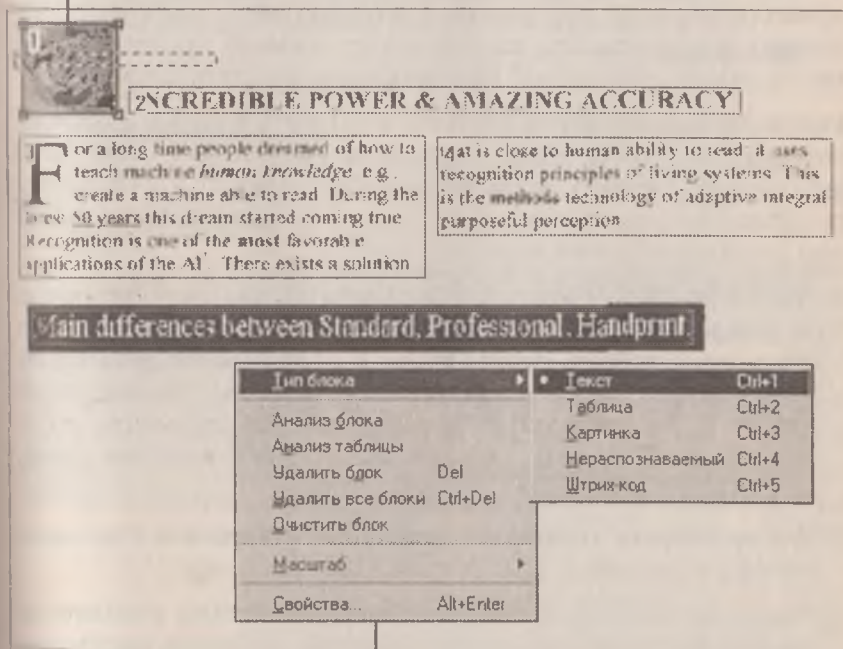 1
2NCREDIBLE POWER & AMAZING ACCURACY
For a long time people dreamed of how to
teach machine human knowledge e.g.,
create a machine able to read. During the
50 years this dream started coming true
Recognition is one of the most favorable
applications of the AI. There exists a solution
4at is close to human ability to read it uses
recognition principles of living systems. This
is the methods technology of adaptive integral
purposeful perception
Main differences between Standard, Professional, Handprint
Тип блока
Анализ блока
Анализ таблицы
Удалить блок Del
Удалить все блоки Ctrl+Del
Очистить блок
Масштаб
Свойства... Alt+Enter
Текст Ctrl+1
Таблица Ctrl+2
Картинка Ctrl+3
Нераспознаваемый Ctrl+4
Штрих-код Ctrl+5